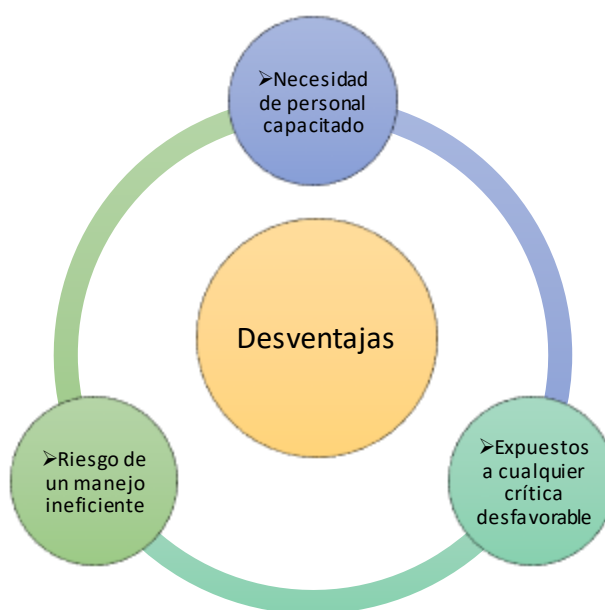 ➢Necesidad
de personal
capacitado
Desventajas
➢Expuestos
a cualquier
crítica
desfavorable
➢Riesgo de
un manejo
ineficiente